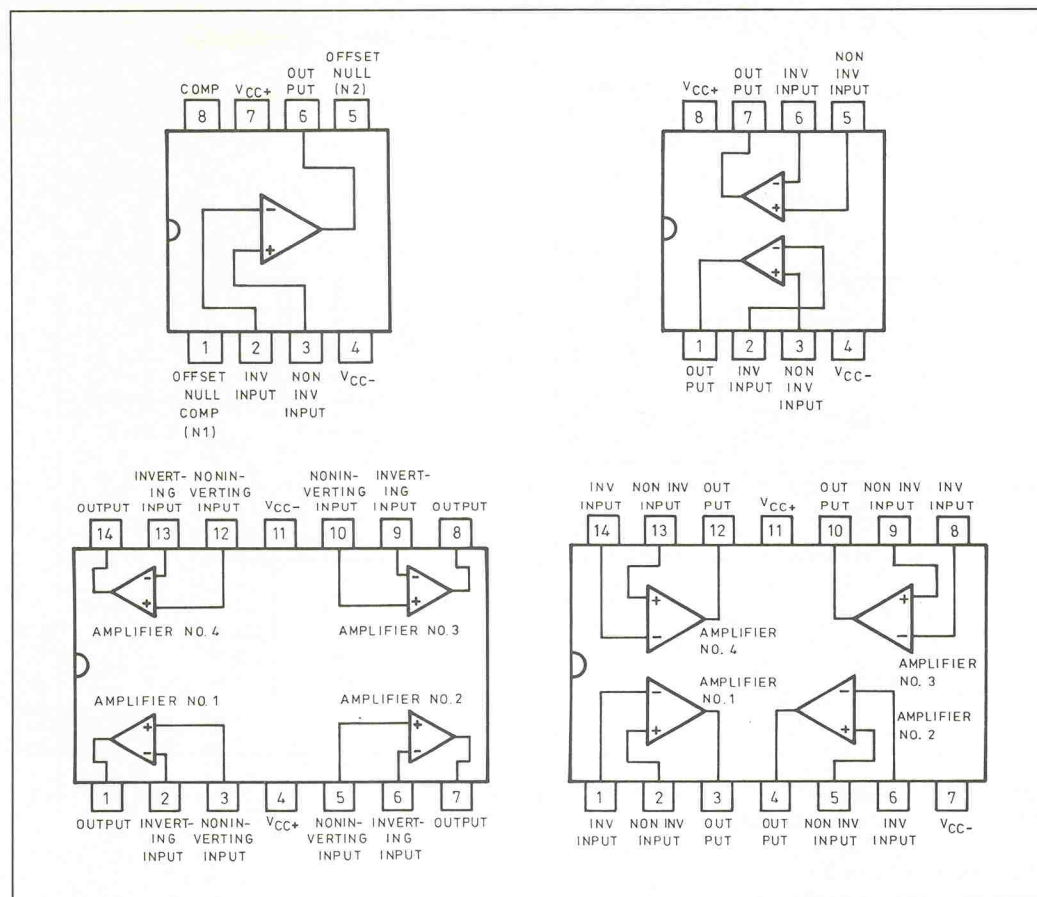 COMP
VCC+
OUT
PUT
OFFSET
NULL
(N2)
8 7 6 5
-
+
1 2 3 4
OFFSET
NULL
COMP
(N1)
INV
INPUT
NON
INV
INPUT
VCC-
VCC+
OUT
PUT
INV
INPUT
NON
INV
INPUT
8 7 6 5
-
+
-
+
1 2 3 4
OUT
PUT
INV
INPUT
NON
INV
INPUT
VCC-
OUTPUT
INVERT-
ING
INPUT
NONIN-
VERTING
INPUT
VCC-
NONIN-
VERTING
INPUT
INVERT-
ING
INPUT
OUTPUT
14 13 12 11 10 9 8
-
+
-
+
AMPLIFIER NO.4
AMPLIFIER NO.3
AMPLIFIER NO.1
AMPLIFIER NO.2
+
-
+
-
1 2 3 4 5 6 7
OUTPUT
INVERT-
ING
INPUT
NONIN-
VERTING
INPUT
VCC+
NONIN-
VERTING
INPUT
INVERT-
ING
INPUT
OUTPUT
INV
INPUT
NON INV
INPUT
OUT
PUT
VCC+
OUT
PUT
NON INV
INPUT
INV
INPUT
14 13 12 11 10 9 8
+
-
+
-
AMPLIFIER
NO. 4
AMPLIFIER
NO. 3
AMPLIFIER
NO.1
AMPLIFIER
NO. 2
-
+
-
+
1 2 3 4 5 6 7
INV
INPUT
NON INV
INPUT
OUT
PUT
OUT
PUT
NON INV
INPUT
INV
INPUT
VCC-